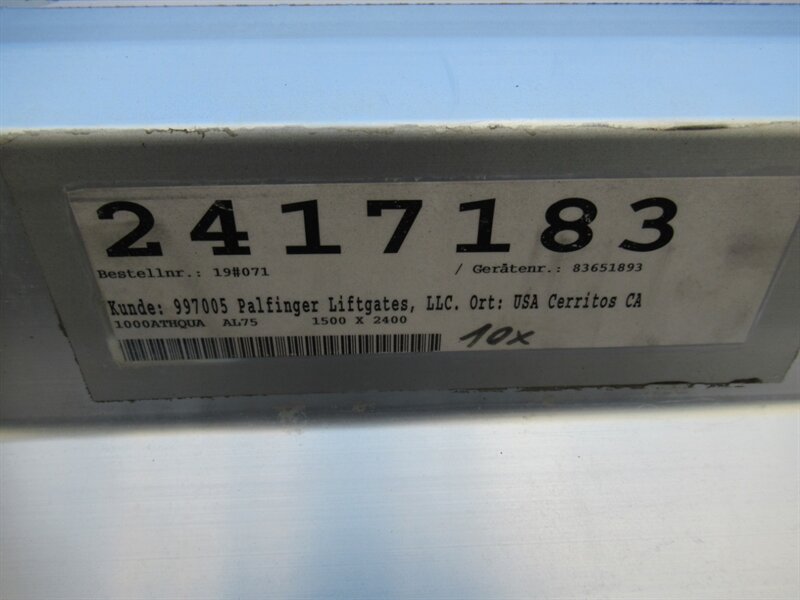 2417183
Bestellnr.: 19#071 / Gerätenr.: 83651893
Kunde: 997005 Palfinger Liftgates, LLC. Ort: USA Cerritos CA
1000ATHQUA AL75 1500 X 2400
10x